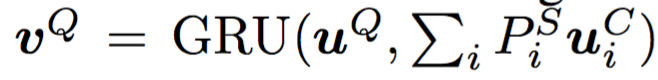 v^Q = GRU(u^Q, ∑_i P_i^S̆ u_i^C)